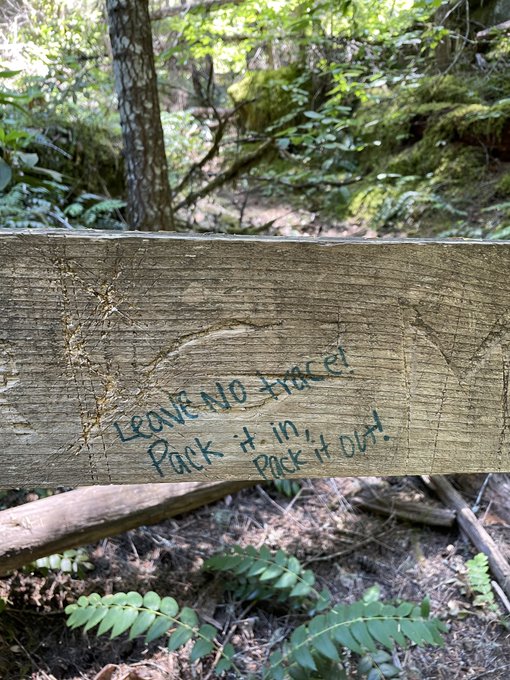 Leave No trace!
Pack it in,
Pack it out!